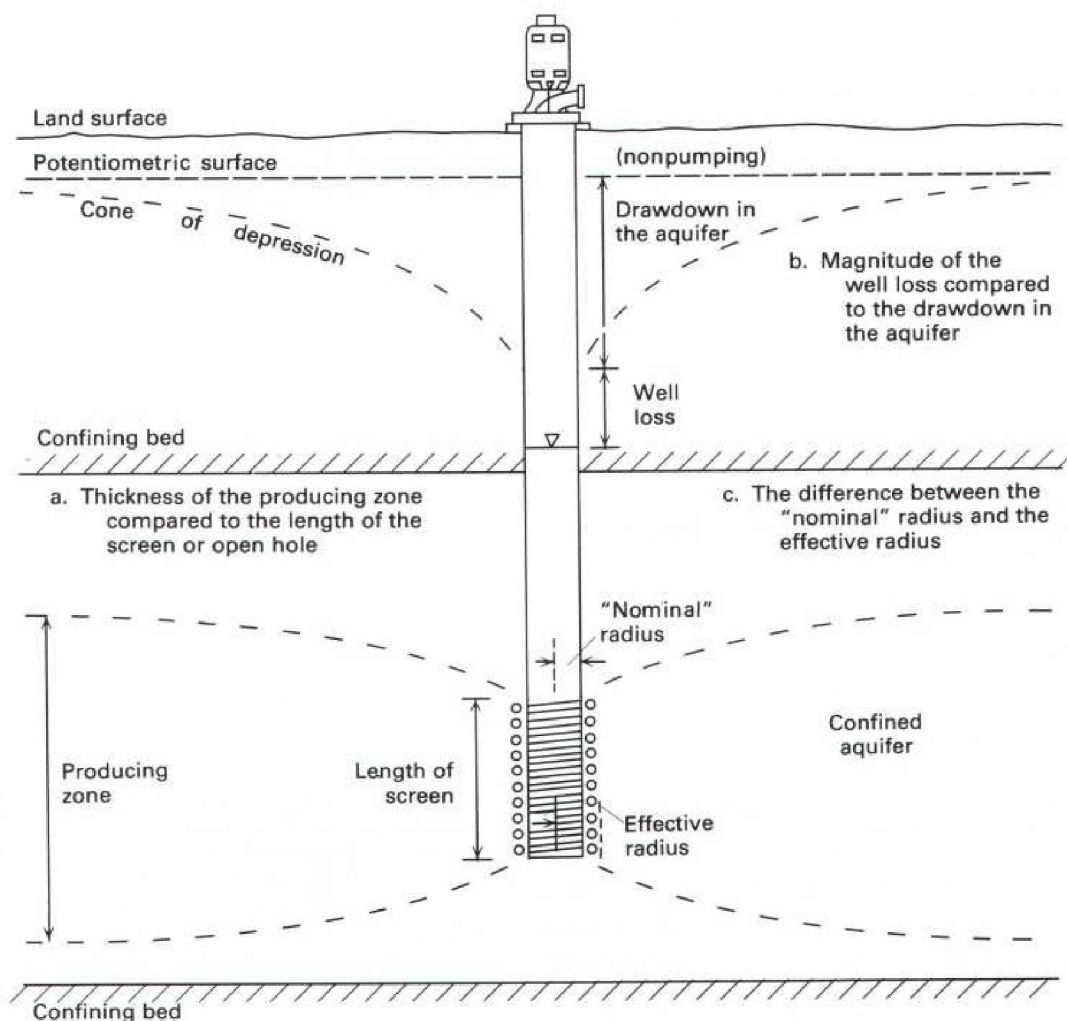 Land surface
Potentiometric surface
(nonpumping)
Cone
of
depression
Drawdown in
the aquifer
b. Magnitude of the
well loss compared
to the drawdown in
the aquifer
Well
loss
Confining bed
a. Thickness of the producing zone
compared to the length of the
screen or open hole
c. The difference between the
"nominal" radius and the
effective radius
"Nominal"
radius
Producing
zone
Length of
screen
Confined
aquifer
Effective
radius
Confining bed